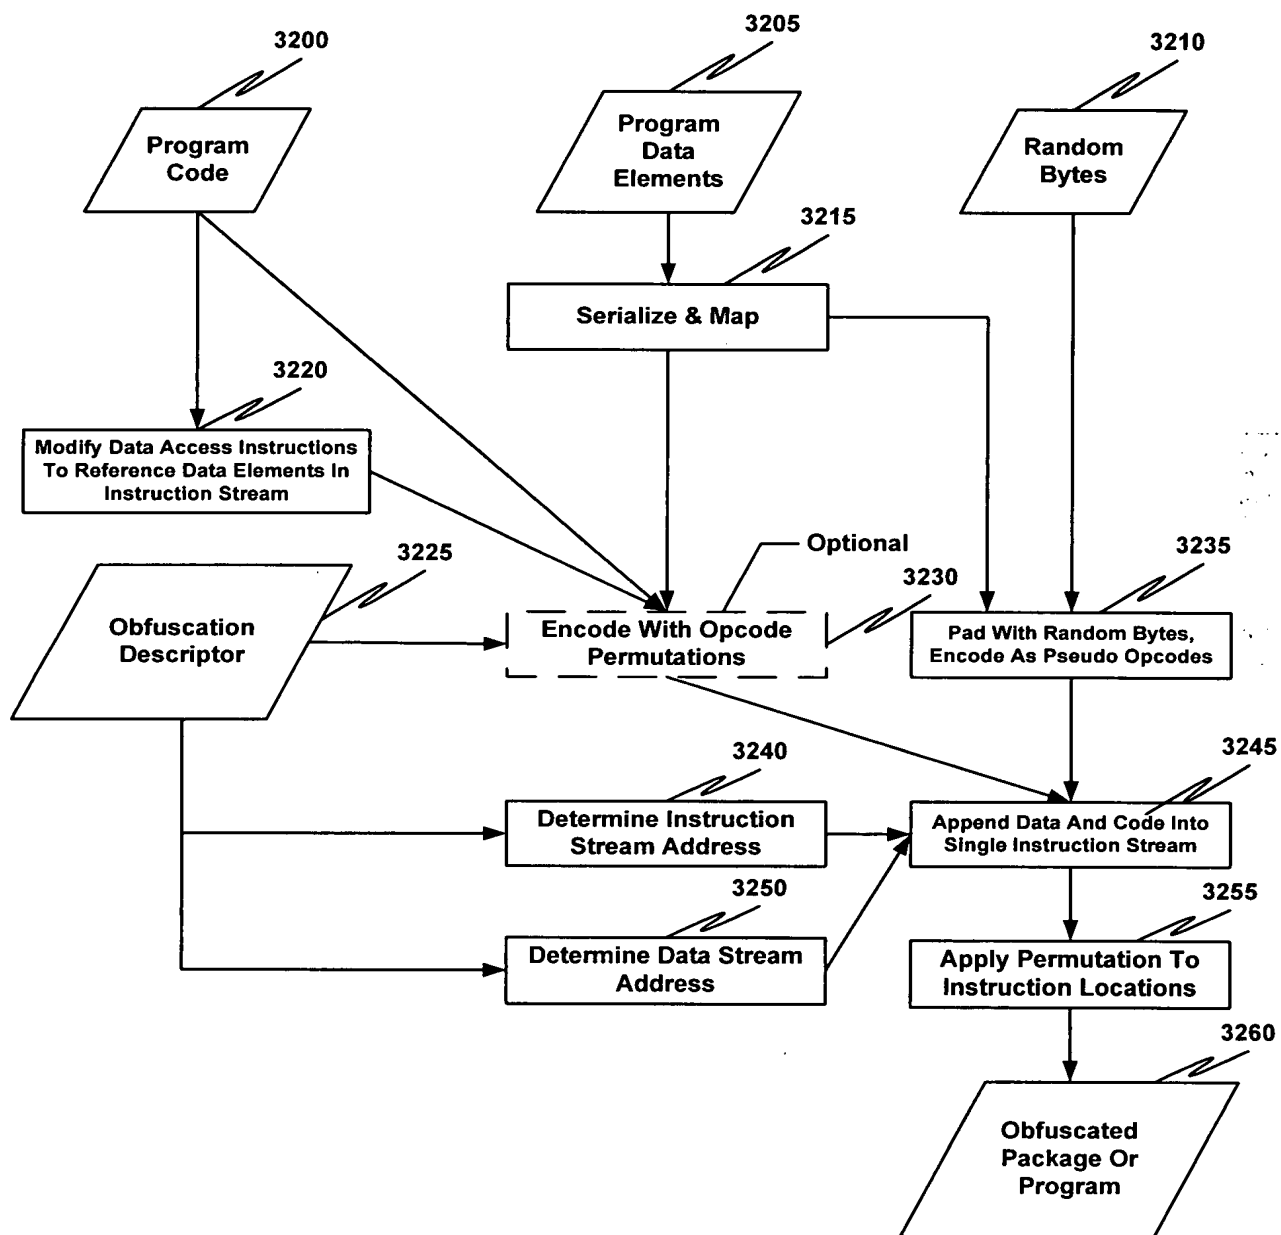 3200
3205
3210
Program
Code
Program
Data
Elements
Random
Bytes
3215
Serialize & Map
3220
Modify Data Access Instructions
To Reference Data Elements In
Instruction Stream
Optional
3225
3230
3235
Obfuscation
Descriptor
Encode With Opcode
Permutations
Pad With Random Bytes,
Encode As Pseudo Opcodes
3240
3245
Determine Instruction
Stream Address
Append Data And Code Into
Single Instruction Stream
3250
3255
Determine Data Stream
Address
Apply Permutation To
Instruction Locations
3260
Obfuscated
Package Or
Program